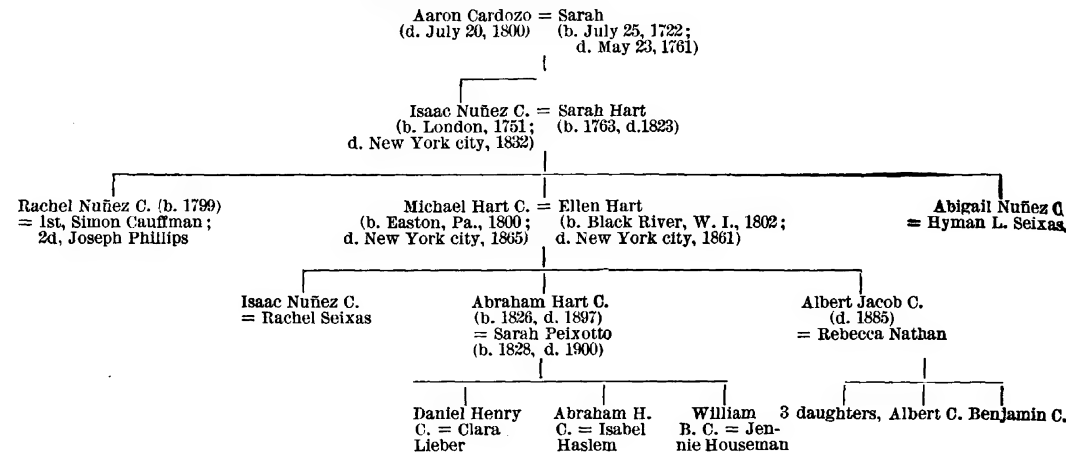 Aaron Cardozo = Sarah
(d. July 20, 1800) (b. July 25, 1722;
d. May 23, 1761)
Isaac Nuñez C. = Sarah Hart
(b. London, 1751; (b. 1763, d.1823)
d. New York city, 1832)
Rachel Nuñez C. (b. 1799)
= 1st, Simon Cauffman;
2d, Joseph Phillips
Michael Hart C. = Ellen Hart
(b. Easton, Pa., 1800; (b. Black River, W. I., 1802;
d. New York city, 1865) d. New York city, 1861)
Abigail Nuñez C
= Hyman L. Seixas,
Isaac Nuñez C.
= Rachel Seixas
Abraham Hart C.
(b. 1826, d. 1897)
= Sarah Peixotto
(b. 1828, d. 1900)
Albert Jacob C.
(d. 1885)
= Rebecca Nathan
Daniel Henry
C. = Clara
Lieber
Abraham H.
C. = Isabel
Haslem
William
B. C. = Jen-
nie Houseman
3 daughters, Albert C. Benjamin C.